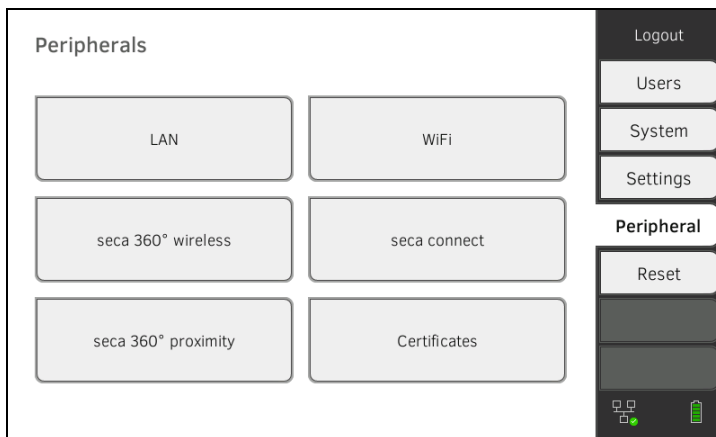 Peripherals
LAN
WiFi
seca 360° wireless
seca connect
seca 360° proximity
Certificates
Logout
Users
System
Settings
Peripheral
Reset